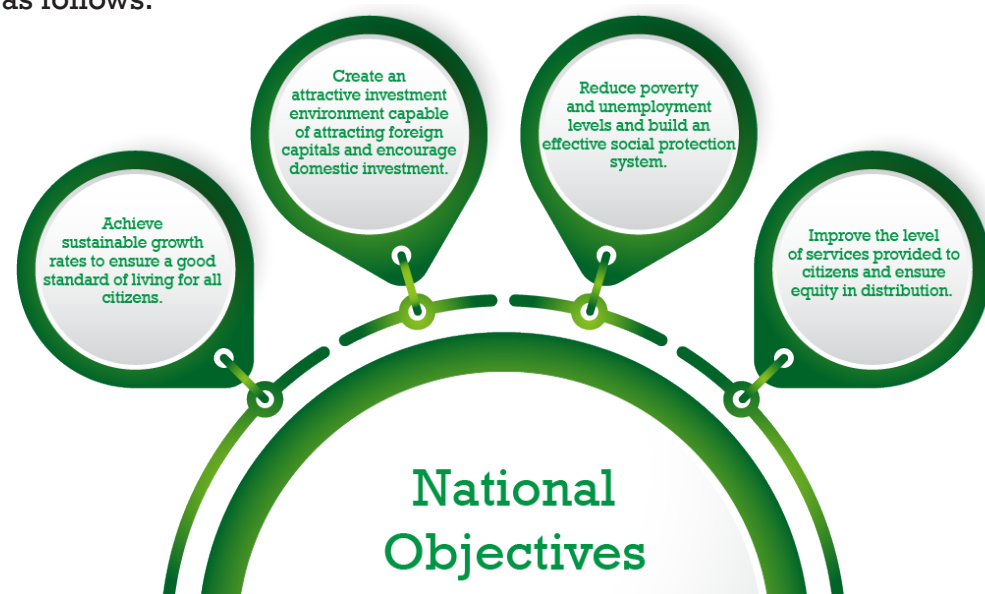 as follows:
Create an
attractive investment
environment capable
of attracting foreign
capitals and encourage
domestic investment.
Reduce poverty
and unemployment
levels and build an
effective social protection
system.
Achieve
sustainable growth
rates to ensure a good
standard of living for all
citizens.
Improve the level
of services provided to
citizens and ensure
equity in distribution.
National
Objectives